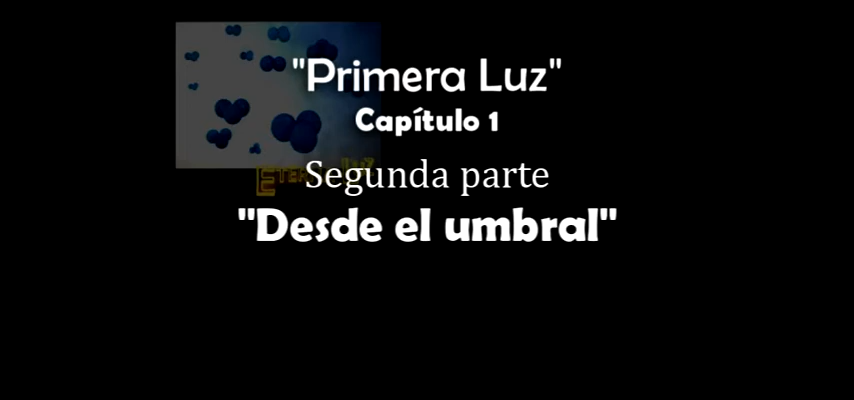 "Primera Luz"
Capítulo 1
Segunda parte
"Desde el umbral"